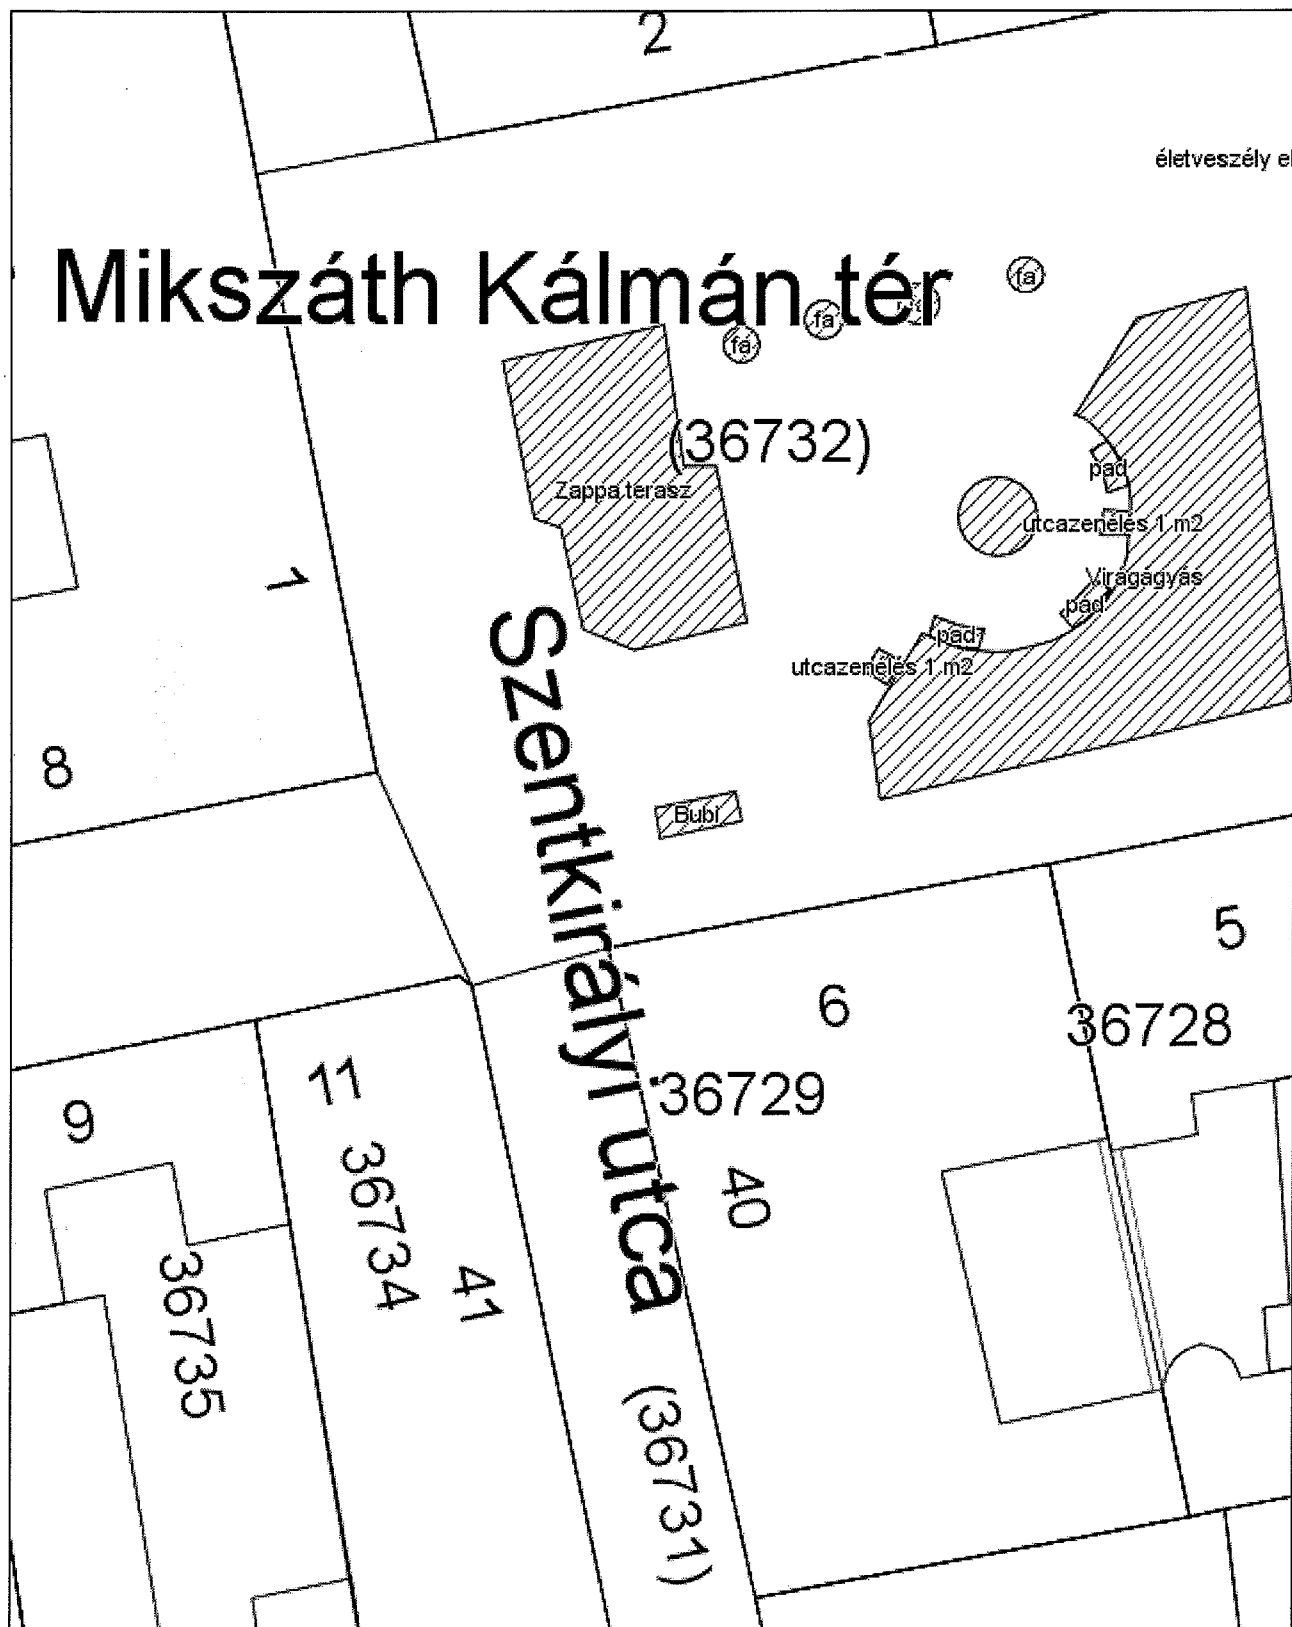 2
életveszély el
Mikszáth Kálmán tér
fa
fa
fa
(36732)
Zappa terasz
pad
utcazenélés 1 m2
Virágágyás
pad
pad
utcazenélés 1 m2
1
8
Szentkirályi utca
Bubi
5
6
36728
36729
11
9
36734
40
41
36735
(36731)